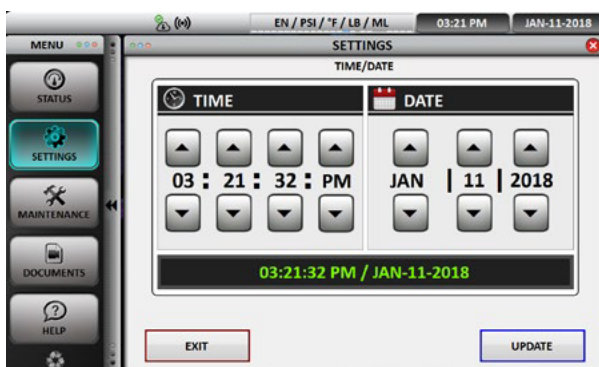 EN / PSI / °F / LB / ML 03:21 PM JAN-11-2018
MENU
SETTINGS
TIME/DATE
STATUS
SETTINGS
MAINTENANCE
DOCUMENTS
HELP
TIME
03 : 21 : 32 : PM
DATE
JAN | 11 | 2018
03:21:32 PM / JAN-11-2018
EXIT
UPDATE